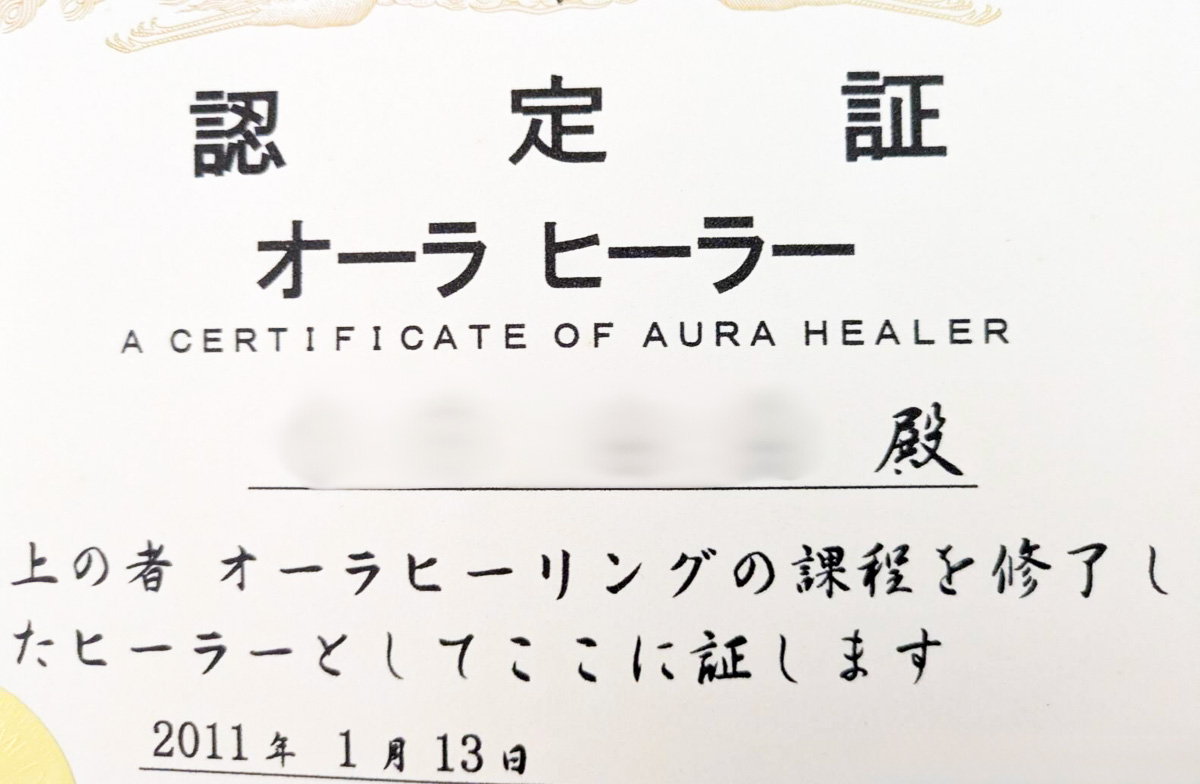 認定証
オーラ ヒーラー
A CERTIFICATE OF AURA HEALER
殿
上の者 オーラヒーリングの課程を修了し
たヒーラーとしてここに証します
2011年 1月13日